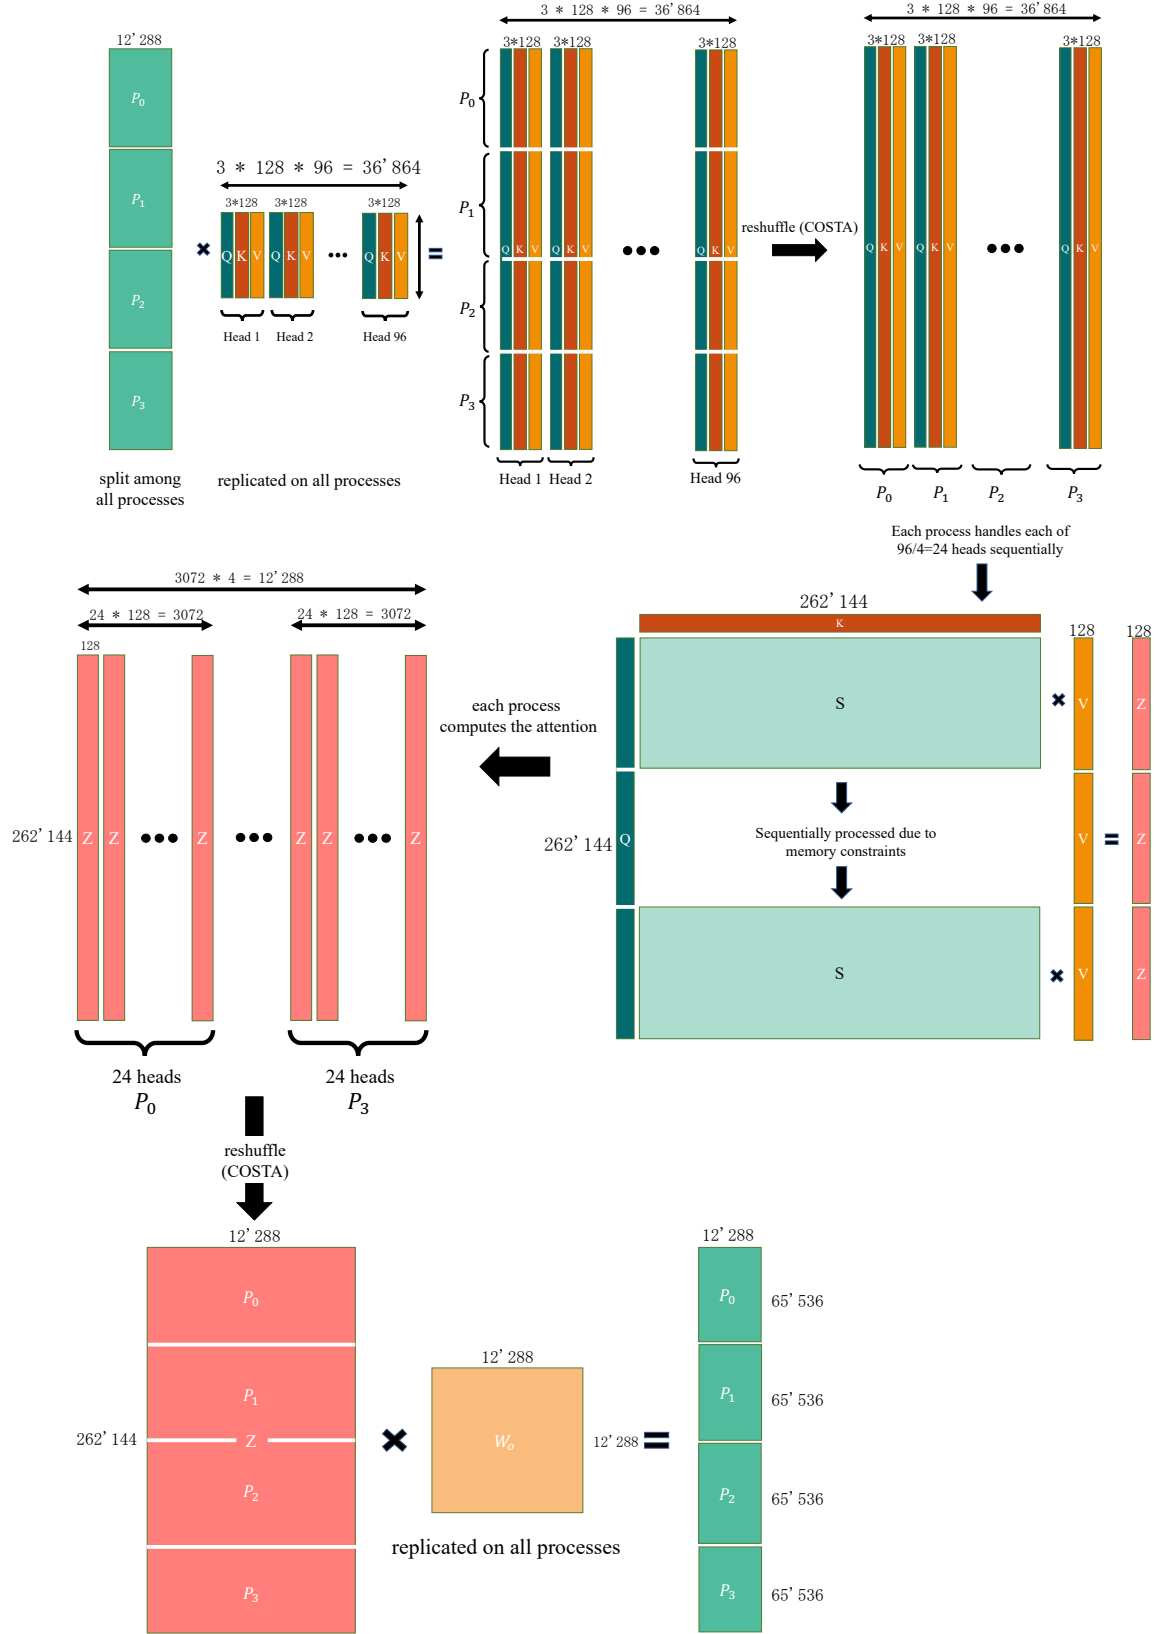 12'288
P0
P1
P2
P3
split among
all processes
3 * 128 * 96 = 36'864
3*128 3*128 3*128
Q K V Q K V ••• Q K V
Head 1 Head 2 Head 96
replicated on all processes
3 * 128 * 96 = 36'864
3*128 3*128 3*128
P0
P1
P2
P3
Q K V Q K V ••• Q K V
Head 1 Head 2 Head 96
reshuffle (COSTA)
3 * 128 * 96 = 36'864
3*128 3*128 3*128
Q K V Q K V ••• Q K V
P0 P1 P2 P3
Each process handles each of
96/4=24 heads sequentially
262'144
K
128 128
S
V
Z
262'144
Q
Sequentially processed due to
memory constraints
V
=
Z
S
V
Z
each process
computes the attention
3072 * 4 = 12'288
24 * 128 = 3072 24 * 128 = 3072
128
262'144 Z Z ••• Z ••• Z Z ••• Z
24 heads 24 heads
P0 P3
reshuffle
(COSTA)
12'288
P0
P1
262'144
Z
P2
P3
12'288
Wo
12'288
replicated on all processes
=
12'288
P0 65'536
P1 65'536
P2 65'536
P3 65'536